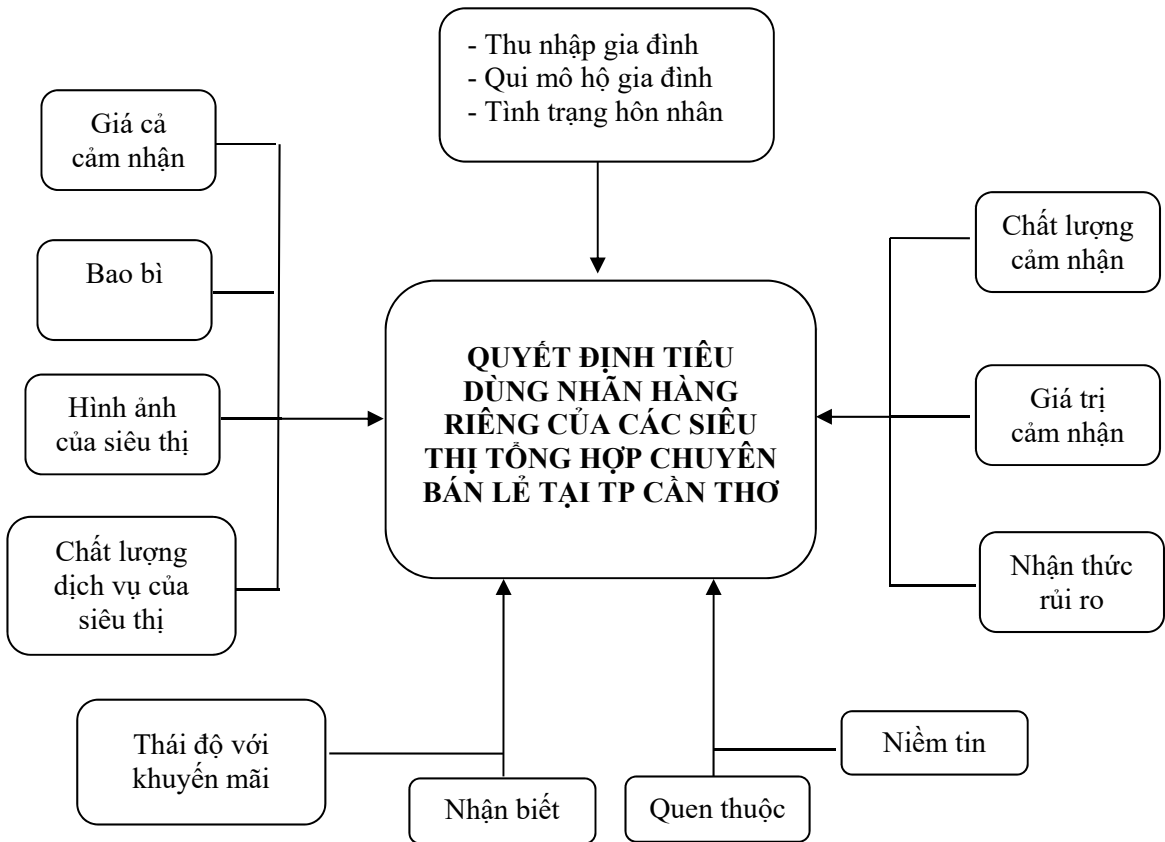 - Thu nhập gia đình
- Qui mô hộ gia đình
- Tình trạng hôn nhân
Giá cả
cảm nhận
Bao bì
Hình ảnh
của siêu thị
Chất lượng
dịch vụ của
siêu thị
QUYẾT ĐỊNH TIÊU
DÙNG NHÃN HÀNG
RIÊNG CỦA CÁC SIÊU
THỊ TỔNG HỢP CHUYÊN
BÁN LẺ TẠI TP CẦN THƠ
Chất lượng
cảm nhận
Giá trị
cảm nhận
Nhận thức
rủi ro
Thái độ với
khuyến mãi
Nhận biết
Quen thuộc
Niềm tin